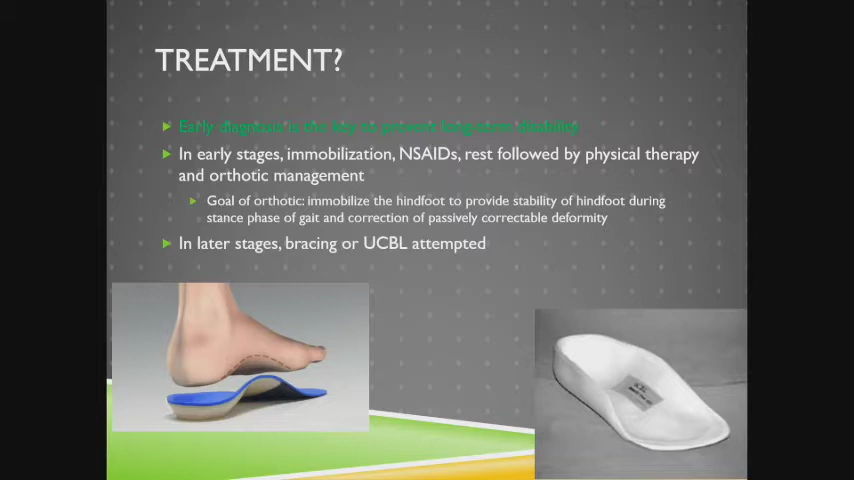 TREATMENT?
Early diagnosis is the key to prevent long-term disability
In early stages, immobilization, NSAIDs, rest followed by physical therapy
and orthotic management
Goal of orthotic: immobilize the hindfoot to provide stability of hindfoot during
stance phase of gait and correction of passively correctable deformity
In later stages, bracing or UCBL attempted